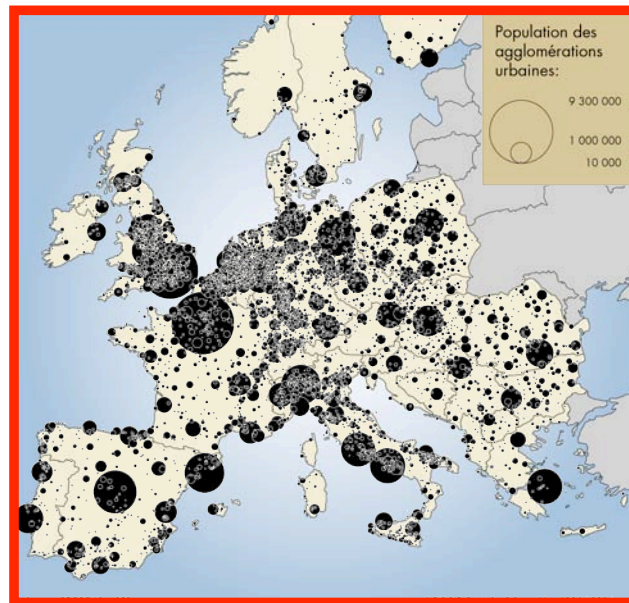 Population des
agglomérations
urbaines:
9 300 000
1 000 000
10 000